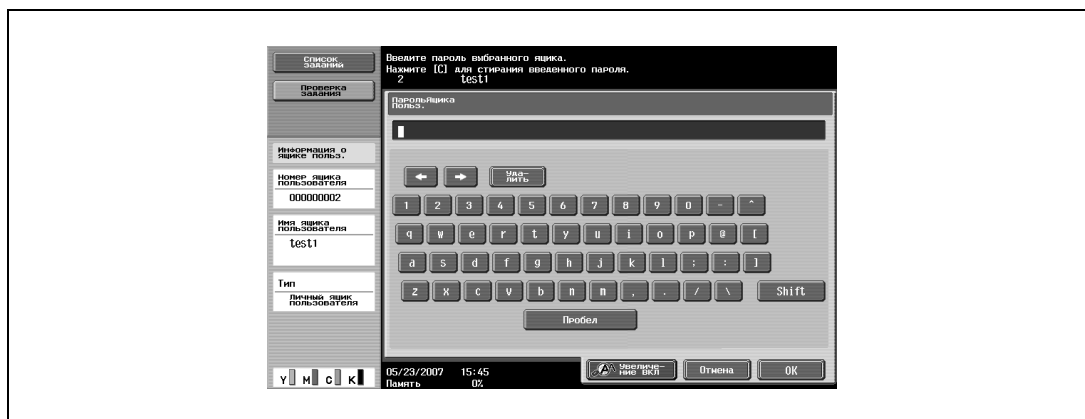 Список
заданий
Проверка
задания
Информация о
ящике польз.
Номер ящика
пользователя
000000002
Имя ящика
пользователя
test1
Тип
Личный ящик
пользователя
Y M C K
Введите пароль выбранного ящика.
Нажмите [C] для стирания введенного пароля.
2 test1
ПарольЯщика
Польз.
Уда-
лить
1 2 3 4 5 6 7 8 9 0 - ^
q w e r t y u i o p @ [
a s d f g h j k l ; : ]
z x c v b n m , . / \ Shift
Пробел
05/23/2007 15:45
Память 0%
Увеличе-
ние ВКЛ
Отмена
OK